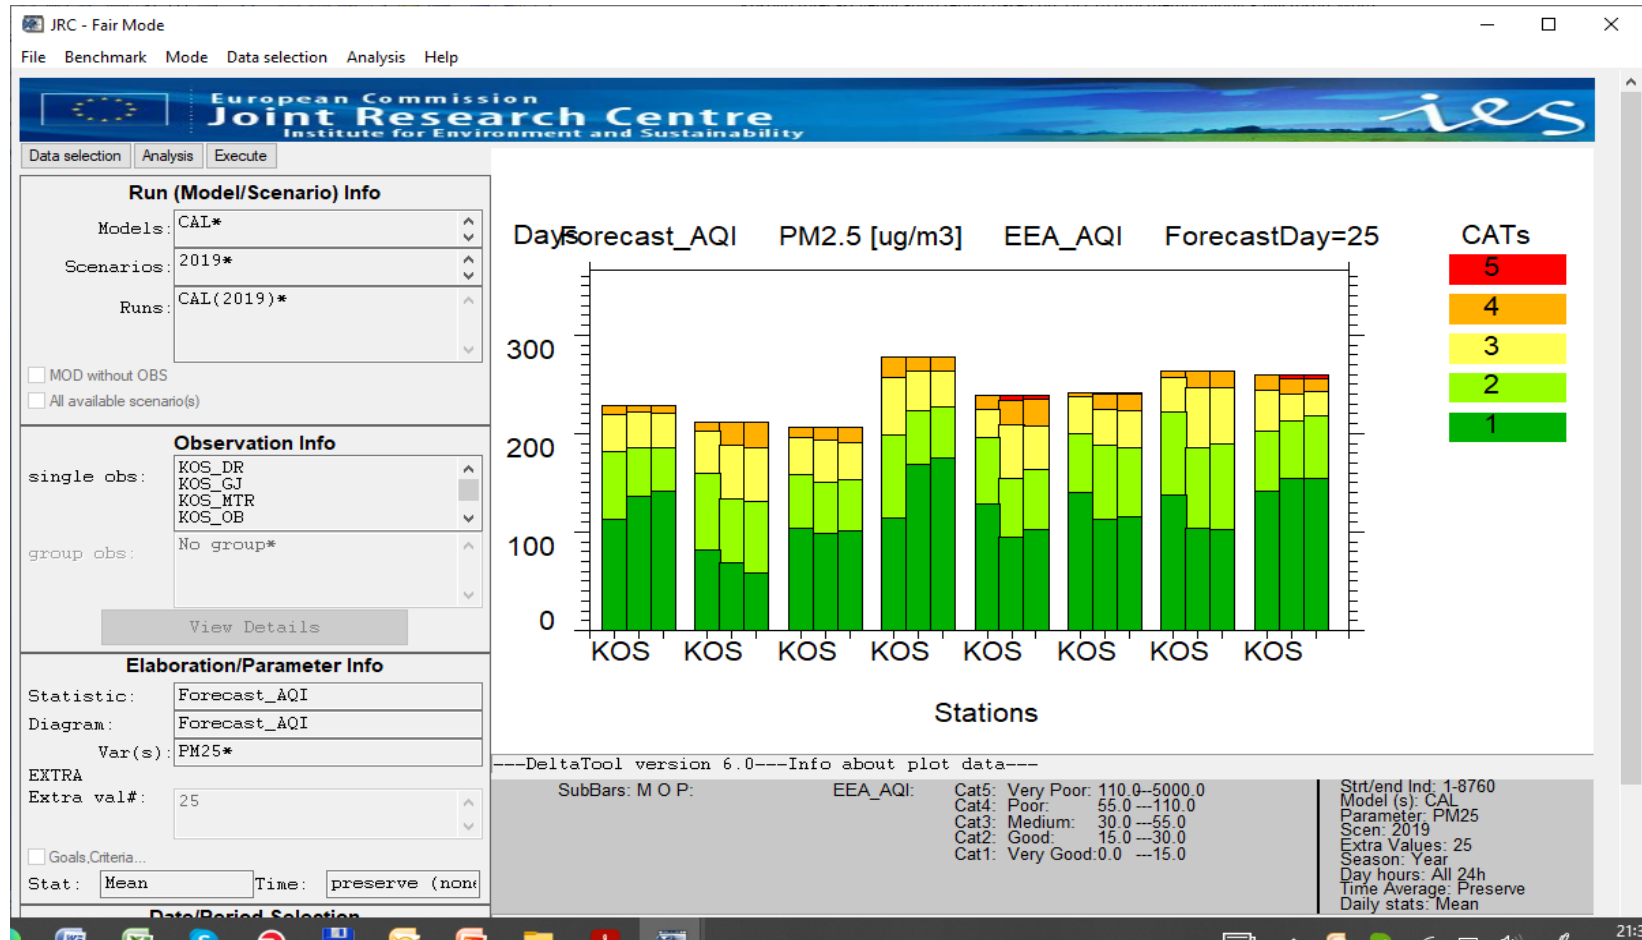 JRC - Fair Mode
File Benchmark Mode Data selection Analysis Help
European Commission
Joint Research Centre
Institute for Environment and Sustainability
ies
Data selection Analysis Execute
Run (Model/Scenario) Info
Models: CAL*
Scenarios: 2019*
Runs: CAL(2019)*
MOD without OBS
All available scenario(s)
Observation Info
single obs: KOS_DR
KOS_GJ
KOS_MTR
KOS_OB
group obs: No group*
View Details
Elaboration/Parameter Info
Statistic: Forecast_AQI
Diagram: Forecast_AQI
Var(s): PM25*
EXTRA
Extra val#: 25
Goals,Criteria...
Stat: Mean Time: preserve (none
Date/Period Selection
Days Forecast_AQI PM2.5 [ug/m3] EEA_AQI ForecastDay=25
CATs
5
4
3
2
1
300
200
100
0
KOS KOS KOS KOS KOS KOS KOS KOS
Stations
---DeltaTool version 6.0---Info about plot data---
SubBars: M O P: EEA_AQI: Cat5: Very Poor: 110.0--5000.0
Cat4: Poor: 55.0 ---110.0
Cat3: Medium: 30.0 ---55.0
Cat2: Good: 15.0 ---30.0
Cat1: Very Good:0.0 ---15.0
Strt/end Ind: 1-8760
Model (s): CAL
Parameter: PM25
Scen: 2019
Extra Values: 25
Season: Year
Day hours: All 24h
Time Average: Preserve
Daily stats: Mean